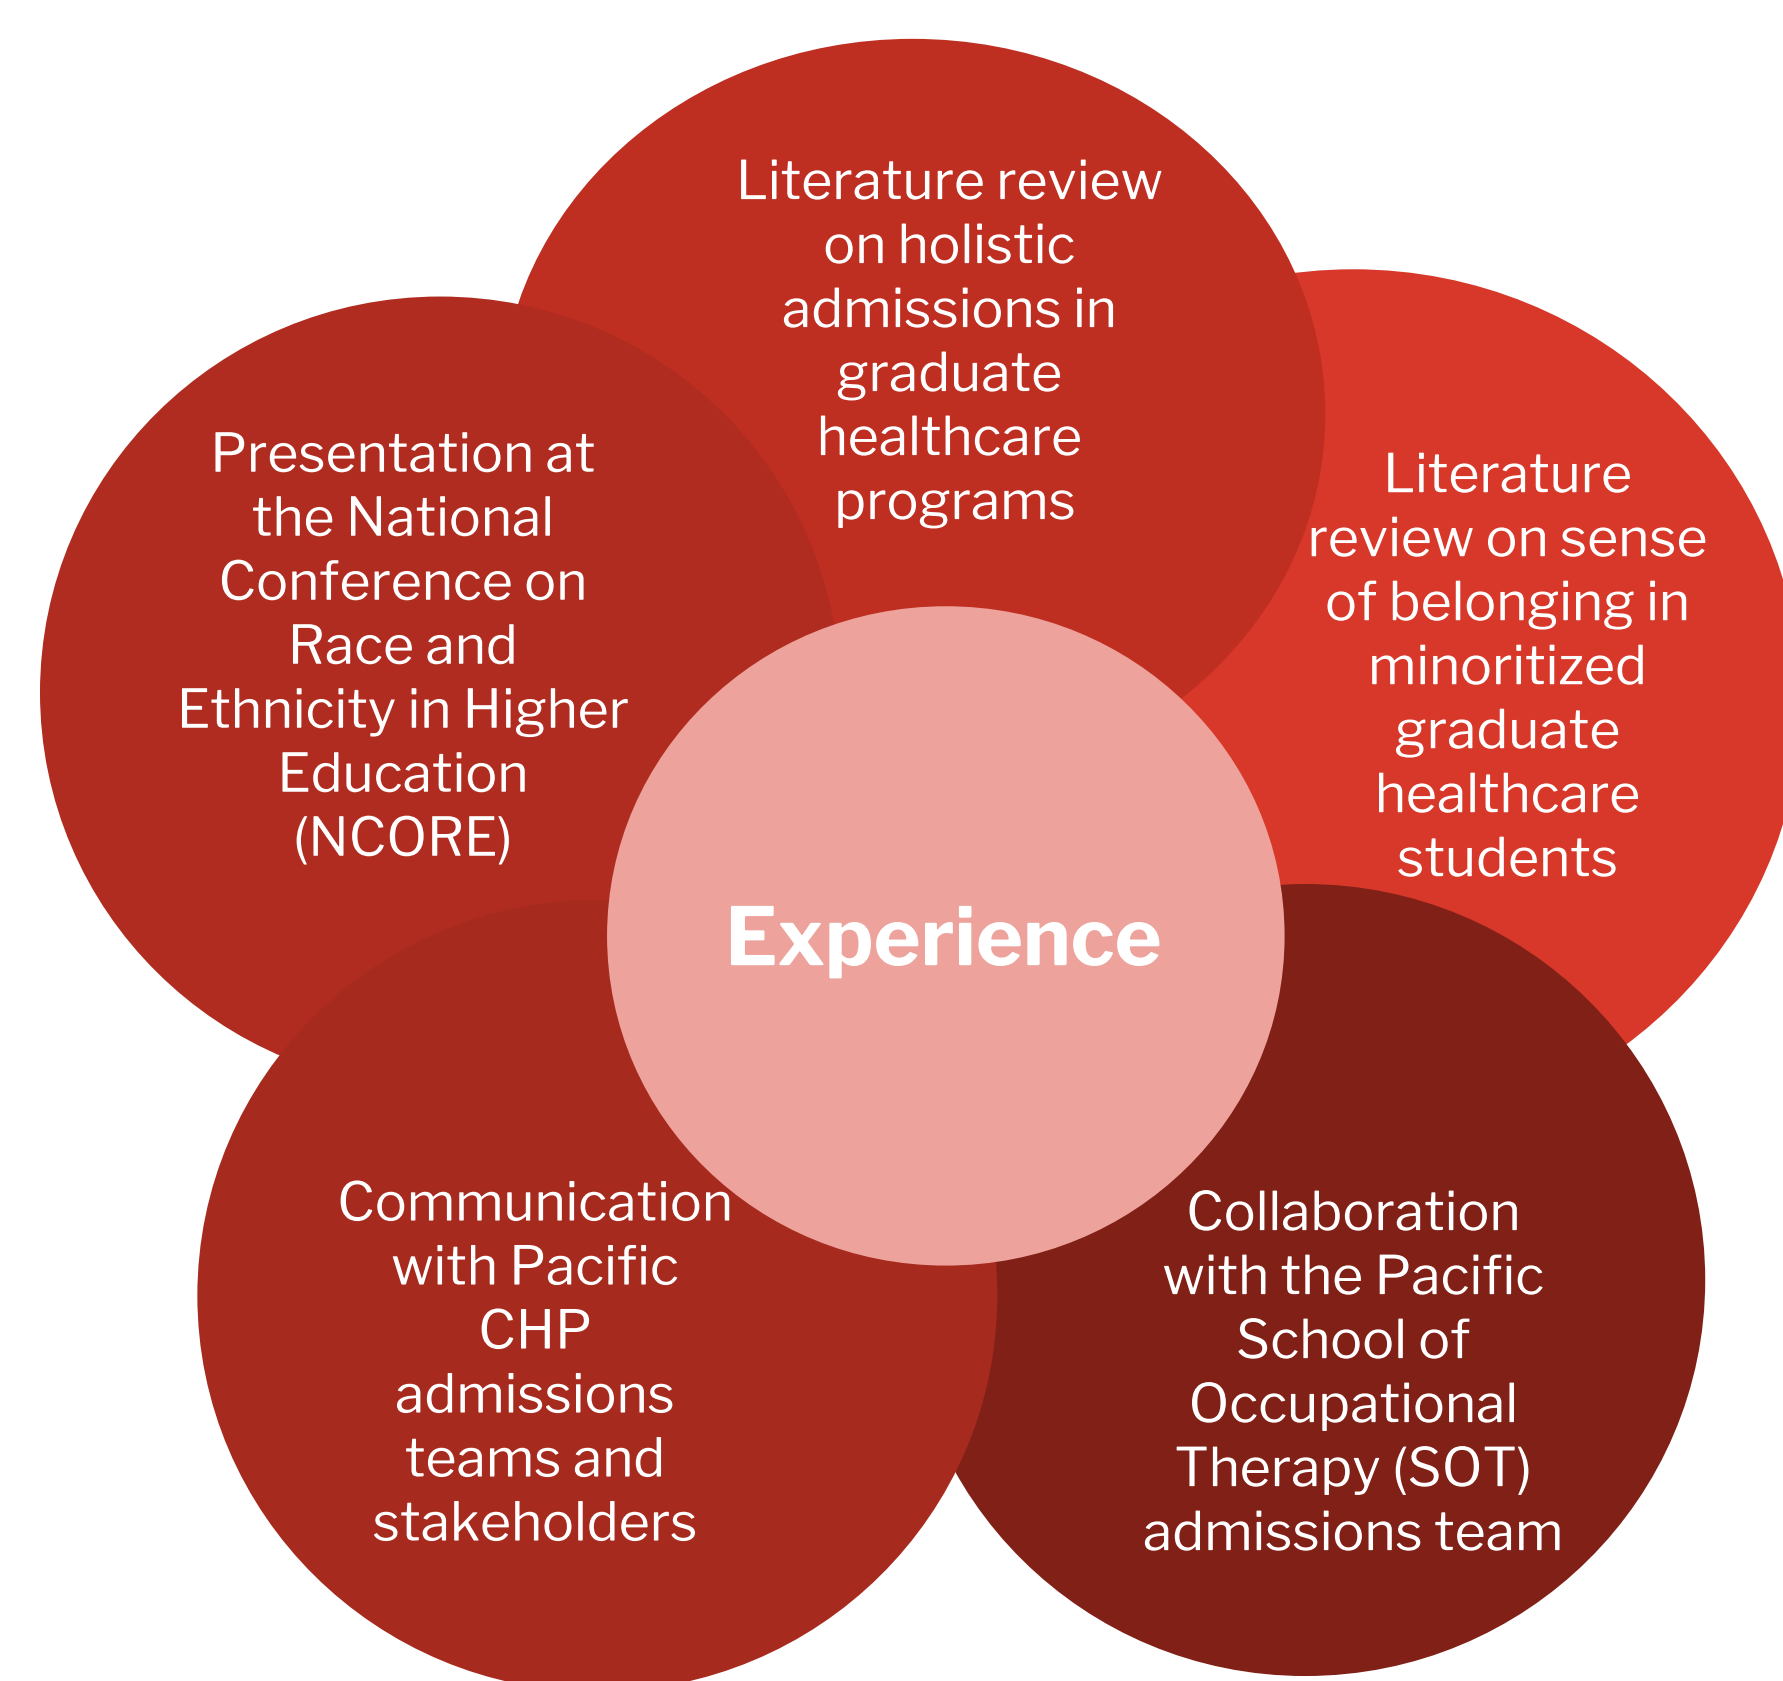 Literature review
on holistic
admissions in
graduate
healthcare
programs
Literature
review on sense
of belonging in
minoritized
graduate
healthcare
students
Presentation at
the National
Conference on
Race and
Ethnicity in Higher
Education
(NCORE)
Experience
Communication
with Pacific
CHP
admissions
teams and
stakeholders
Collaboration
with the Pacific
School of
Occupational
Therapy (SOT)
admissions team